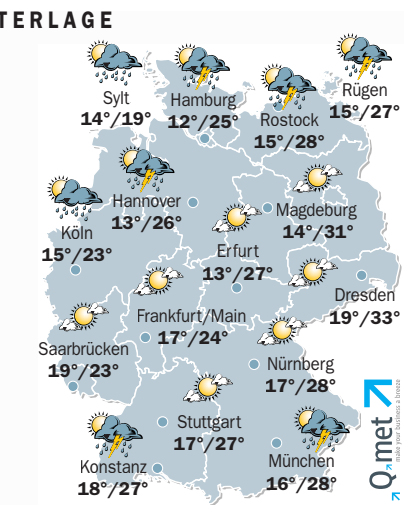 TERLAGE
Sylt
14°/19°
Hamburg
12°/25°
Rostock
15°/28°
Rügen
15°/27°
Hannover
13°/26°
Magdeburg
14°/31°
Köln
15°/23°
Erfurt
13°/27°
Dresden
19°/33°
Frankfurt/Main
17°/24°
Saarbrücken
19°/23°
Nürnberg
17°/28°
Stuttgart
17°/27°
Konstanz
18°/27°
München
16°/28°
Q.met
make your business a breeze